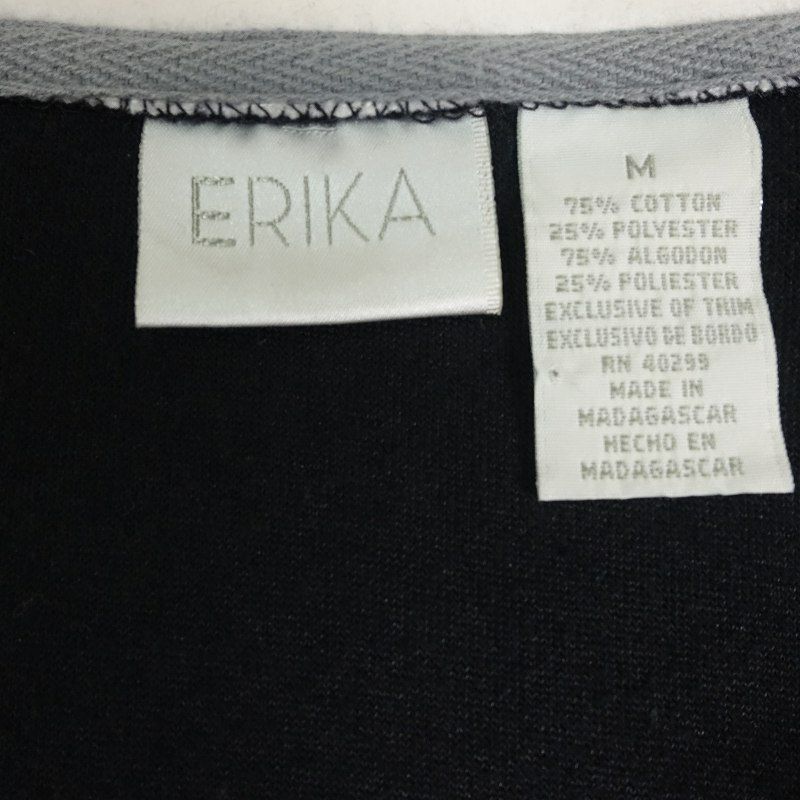 ERIKA
M
75% COTTON
25% POLYESTER
75% ALGODON
25% POLIESTER
EXCLUSIVE OF TRIM
EXCLUSIVO DE BORDO
RN 40299
MADE IN
MADAGASCAR
HECHO EN
MADAGASCAR